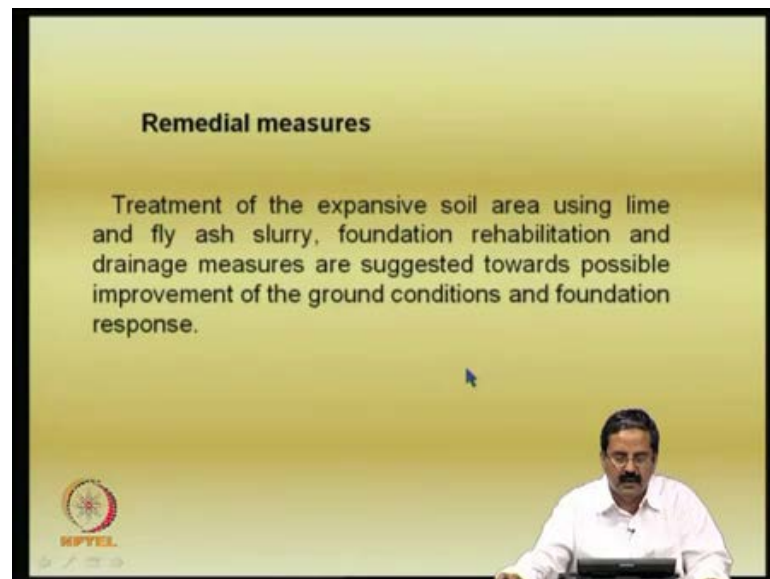 Remedial measures
Treatment of the expansive soil area using lime
and fly ash slurry, foundation rehabilitation and
drainage measures are suggested towards possible
improvement of the ground conditions and foundation
response.
NPTEL